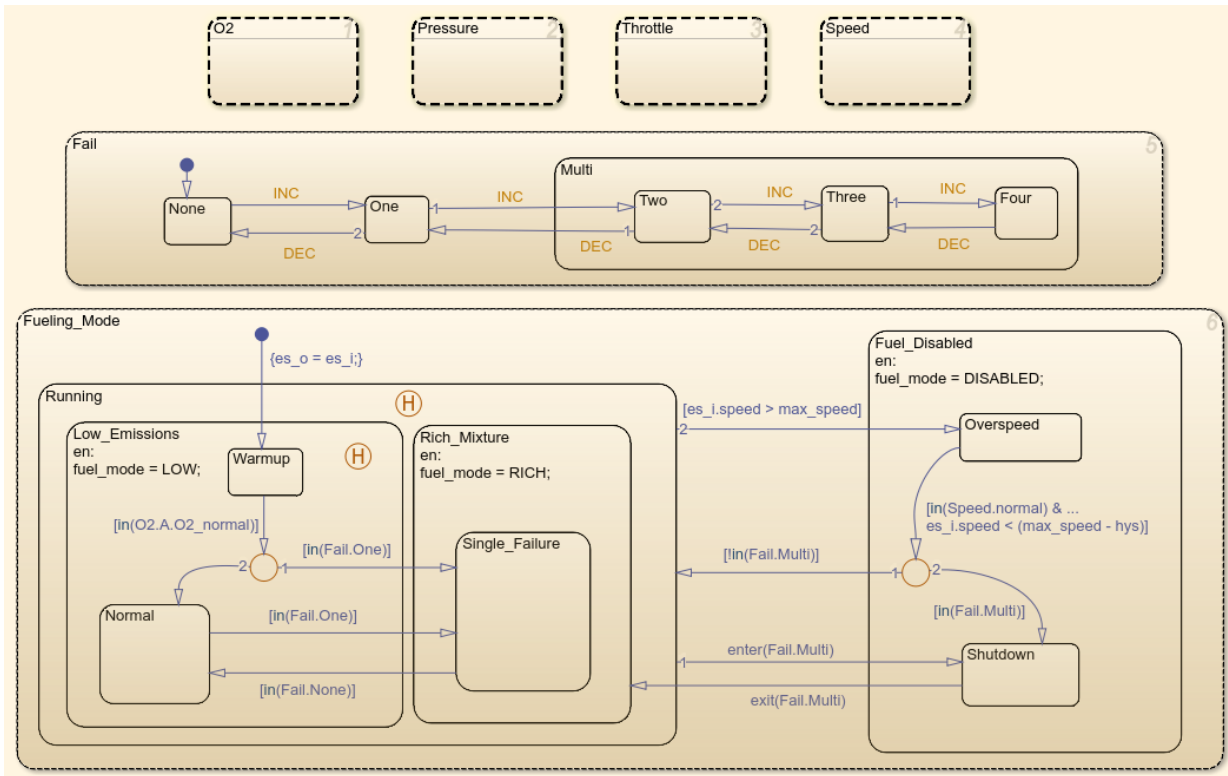 O2 1
Pressure 2
Throttle 3
Speed 4
Fail 5
Multi
None
INC
DEC
One
1
2
INC
DEC
Two
2
1
INC
DEC
Three
1
2
INC
DEC
Four
Fueling_Mode 6
{es_o = es_i;}
Running
H
Low_Emissions
en:
fuel_mode = LOW;
H
Warmup
[in(O2.A.O2_normal)]
2
1
[in(Fail.One)]
Normal
[in(Fail.One)]
[in(Fail.None)]
Rich_Mixture
en:
fuel_mode = RICH;
Single_Failure
[es_i.speed > max_speed]
2
[!in(Fail.Multi)]
1
enter(Fail.Multi)
exit(Fail.Multi)
Fuel_Disabled
en:
fuel_mode = DISABLED;
Overspeed
[in(Speed.normal) & ...
es_i.speed < (max_speed - hys)]
1
2
[in(Fail.Multi)]
Shutdown